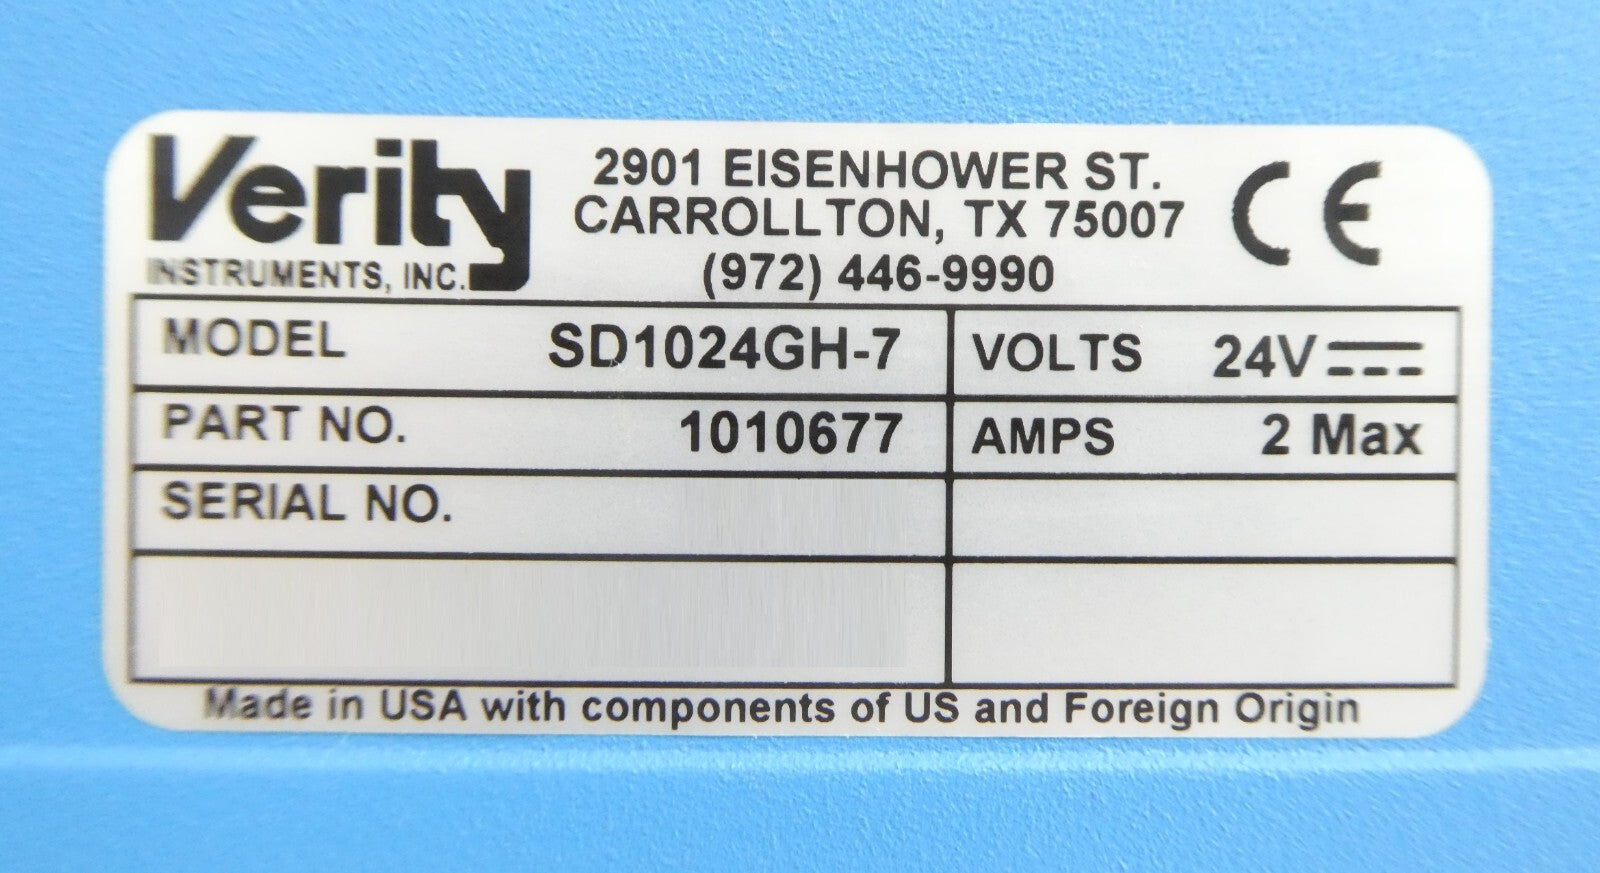 Verity
INSTRUMENTS, INC.
2901 EISENHOWER ST.
CARROLLTON, TX 75007
(972) 446-9990
CE
MODEL SD1024GH-7 VOLTS 24V
PART NO. 1010677 AMPS 2 Max
SERIAL NO.
Made in USA with components of US and Foreign Origin